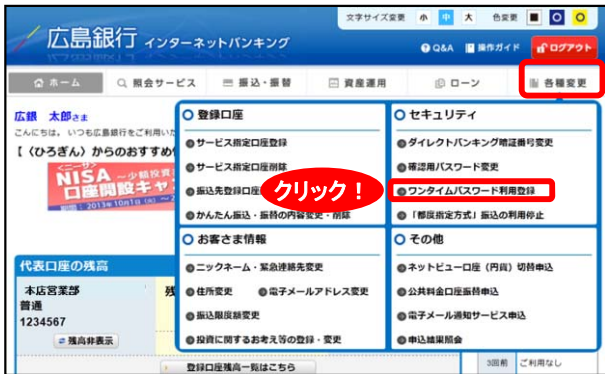 文字サイズ変更 小 中 大 色変更 ■ O O
広島銀行 インターネットバンキング
Q&A 操作ガイド ログアウト
ホーム 照会サービス 振込・振替 資産運用 ローン 各種変更
広銀 太郎さま
こんにちは。いつも広島銀行をご利用いた
【〈ひろぎん〉からのおすすめ
NISA ～少額投資
口座開設キャ
期間：2013年10月1日
登録口座
サービス指定口座登録
サービス指定口座削除
振込先登録口座
かんたん振込・振替の内容変更・削除
セキュリティ
ダイレクトバンキング暗証番号変更
確認用パスワード変更
クリック！
ワンタイムパスワード利用登録
「都度指定方式」振込の利用停止
お客さま情報
ニックネーム・緊急連絡先変更
住所変更 電子メールアドレス変更
振込限度額変更
投資に関するお考え等の登録・変更
その他
ネットビュー口座（円貨）切替申込
公共料金口座振替申込
電子メール通知サービス申込
申込結果照会
代表口座の残高
本店営業部 残
普通
1234567
残高非表示
登録口座残高一覧はこちら
3回前 ご利用なし